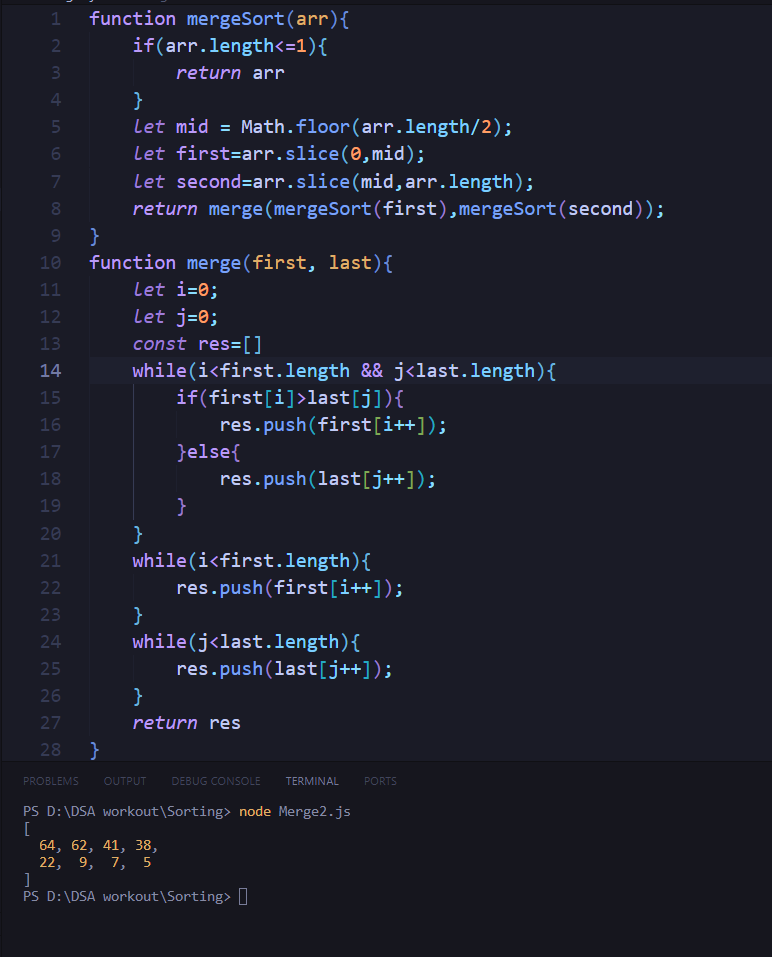 1 function mergeSort(arr){
2 if(arr.length<=1){
3 return arr
4 }
5 let mid = Math.floor(arr.length/2);
6 let first=arr.slice(0,mid);
7 let second=arr.slice(mid,arr.length);
8 return merge(mergeSort(first),mergeSort(second));
9 }
10 function merge(first, last){
11 let i=0;
12 let j=0;
13 const res=[]
14 while(i<first.length && j<last.length){
15 if(first[i]>last[j]){
16 res.push(first[i++]);
17 }else{
18 res.push(last[j++]);
19 }
20 }
21 while(i<first.length){
22 res.push(first[i++]);
23 }
24 while(j<last.length){
25 res.push(last[j++]);
26 }
27 return res
28 }
PROBLEMS OUTPUT DEBUG CONSOLE TERMINAL PORTS
PS D:\DSA workout\Sorting> node Merge2.js
[
64, 62, 41, 38,
22, 9, 7, 5
]
PS D:\DSA workout\Sorting>